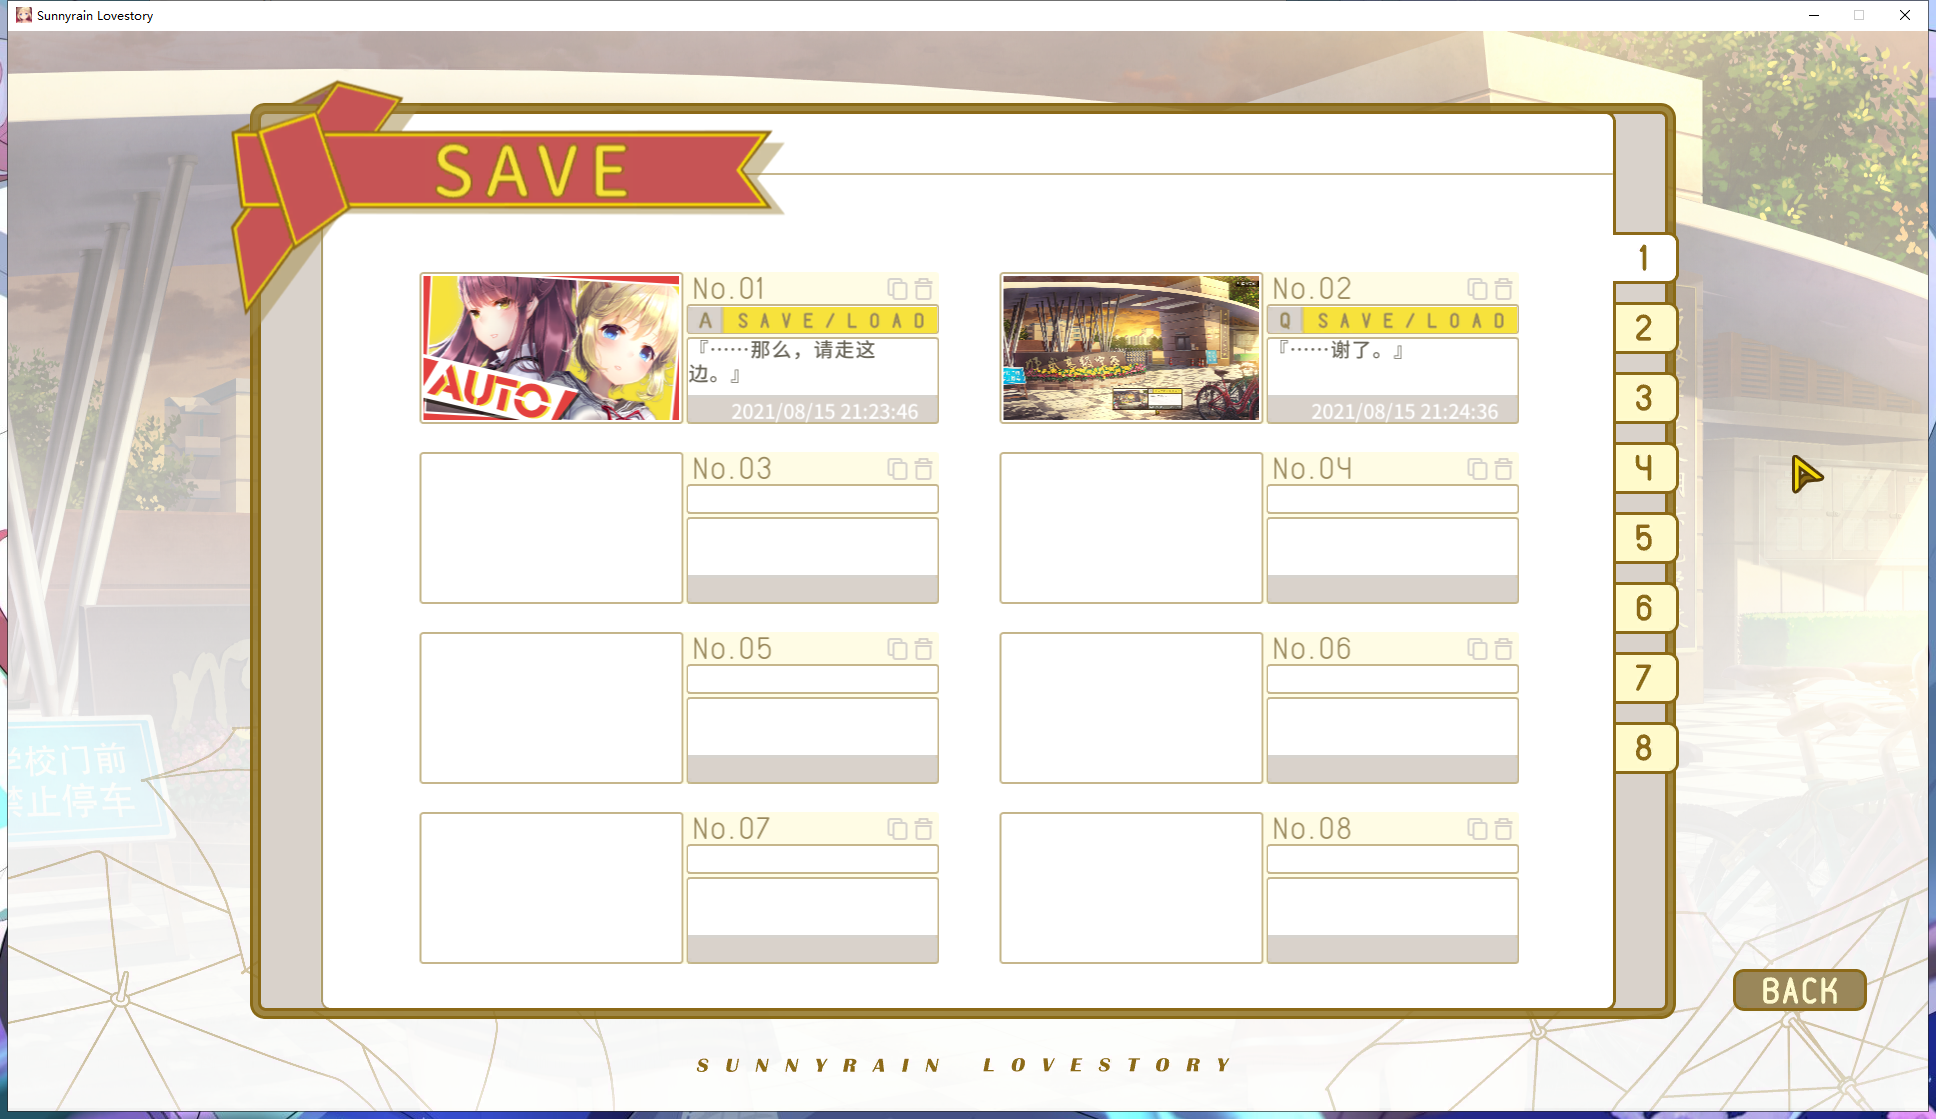 Sunnyrain Lovestory
SAVE
No.01
A SAVE/LOAD
『……那么，请走这
边。』
2021/08/15 21:23:46
AUTO!
No.02
Q SAVE/LOAD
『……谢了。』
2021/08/15 21:24:36
No.03
No.04
No.05
No.06
No.07
No.08
1
2
3
4
5
6
7
8
学校门前
禁止停车
BACK
SUNNYRAIN LOVESTORY